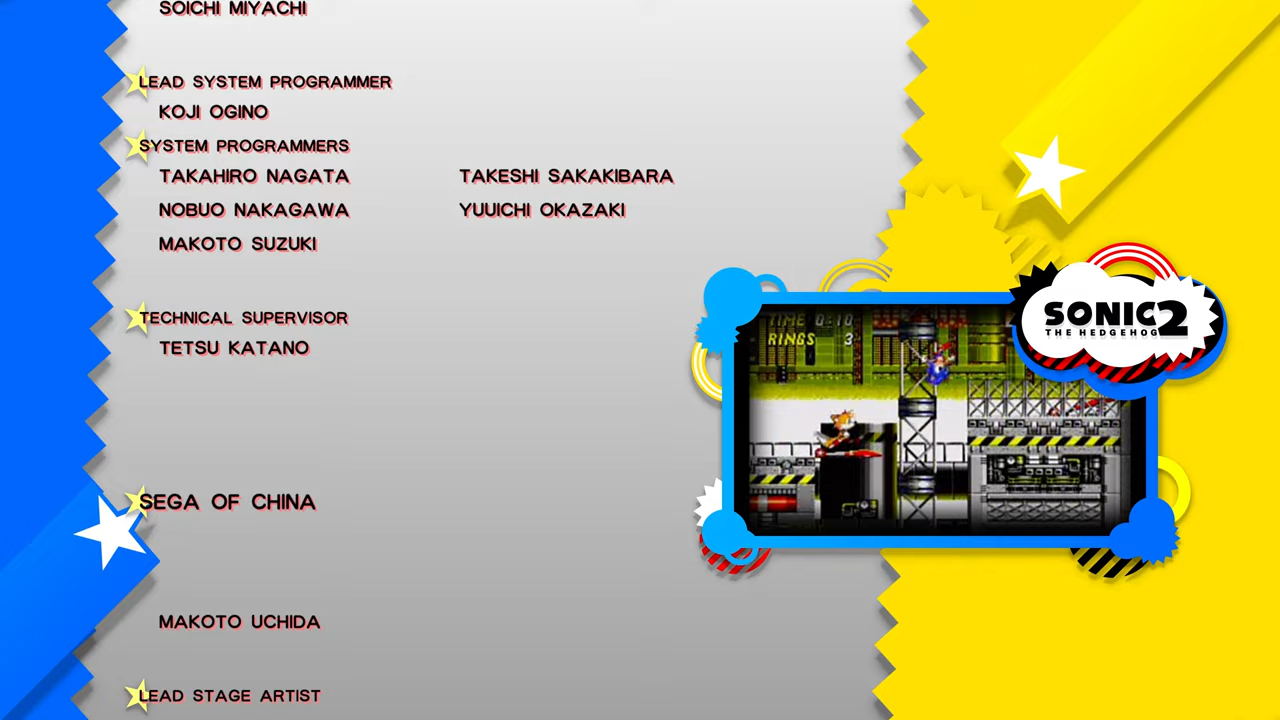 SOICHI MIYACHI
LEAD SYSTEM PROGRAMMER
KOJI OGINO
SYSTEM PROGRAMMERS
TAKAHIRO NAGATA TAKESHI SAKAKIBARA
NOBUO NAKAGAWA YUUICHI OKAZAKI
MAKOTO SUZUKI
TECHNICAL SUPERVISOR
TETSU KATANO
SONIC 2
THE HEDGEHOG
TIME 0:10
RINGS 3
SEGA OF CHINA
MAKOTO UCHIDA
LEAD STAGE ARTIST